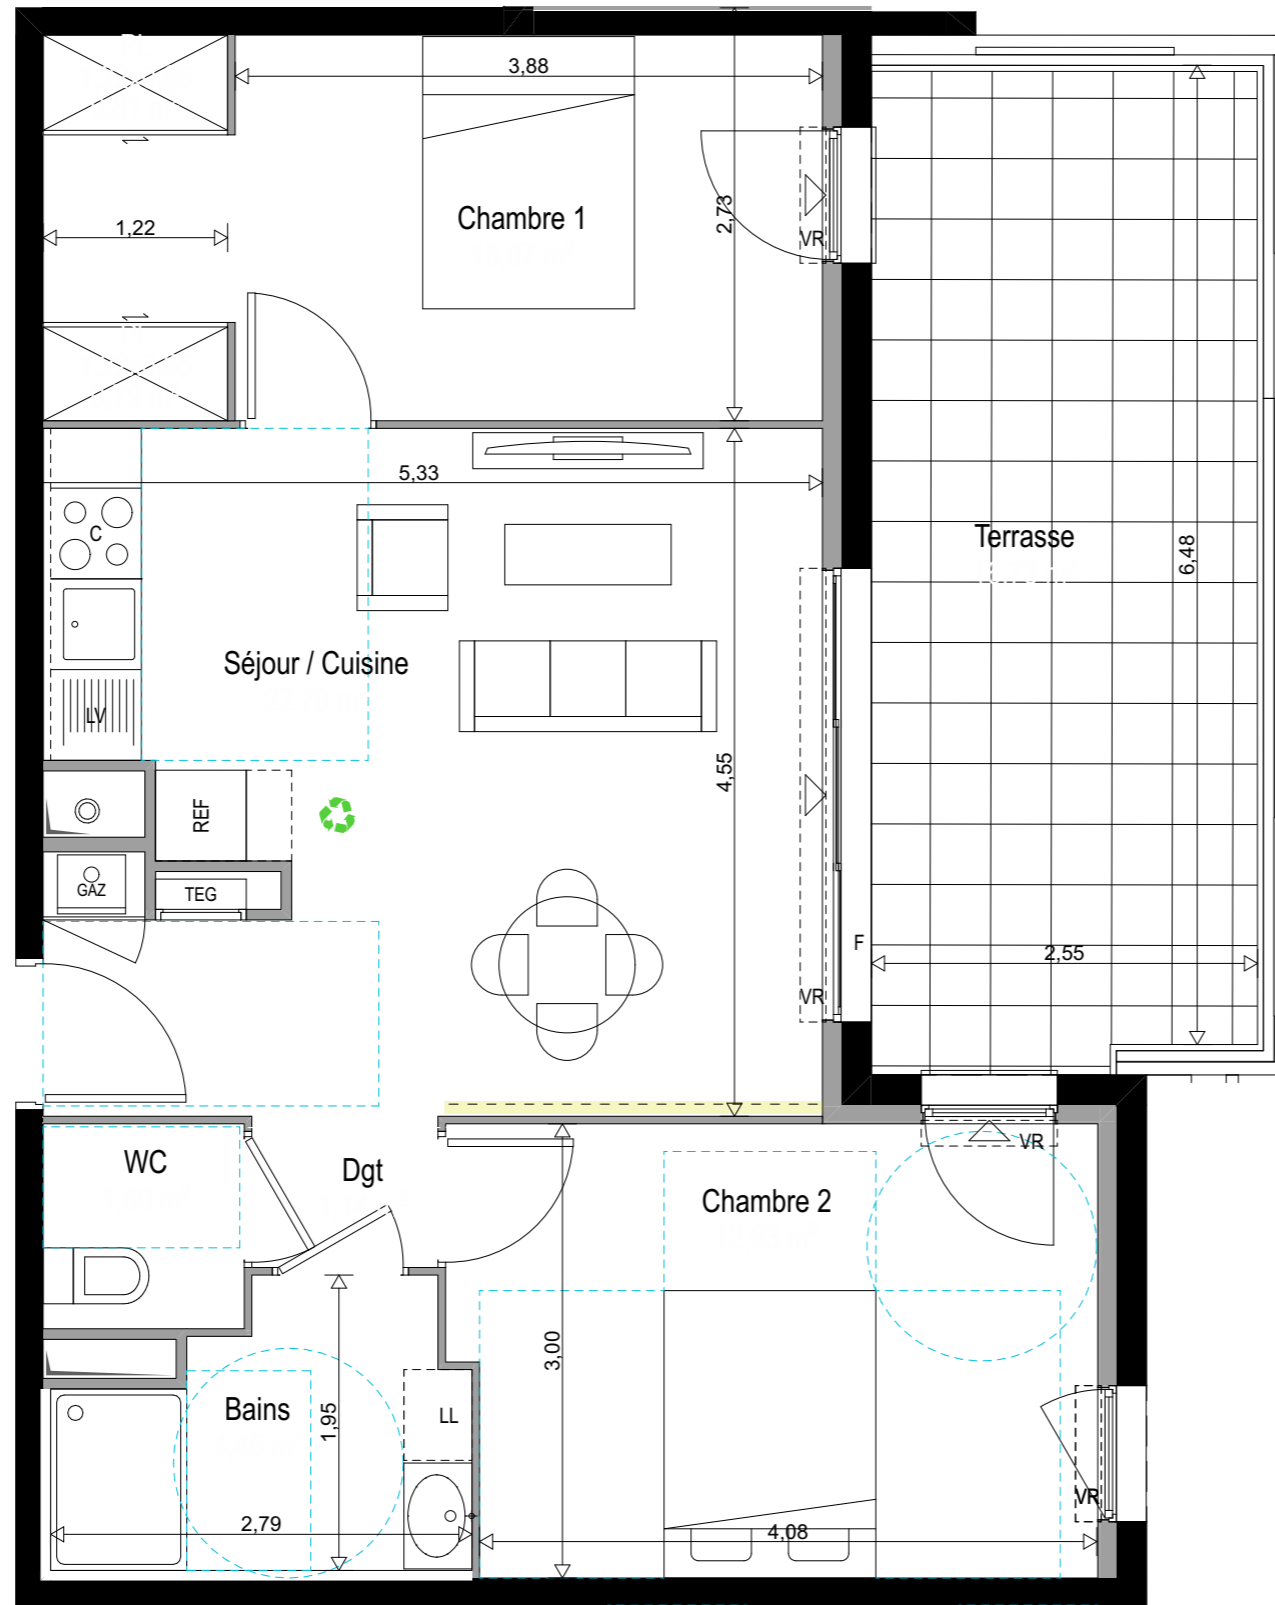 3,88
Chambre 1
2,73
VR
1,22
5,33
C
Terrasse
6,48
Séjour / Cuisine
LV
4,55
REF
GAZ
TEG
F
2,55
VR
WC
Dgt
VR
Chambre 2
3,00
Bains
1,95
LL
VR
2,79
4,08